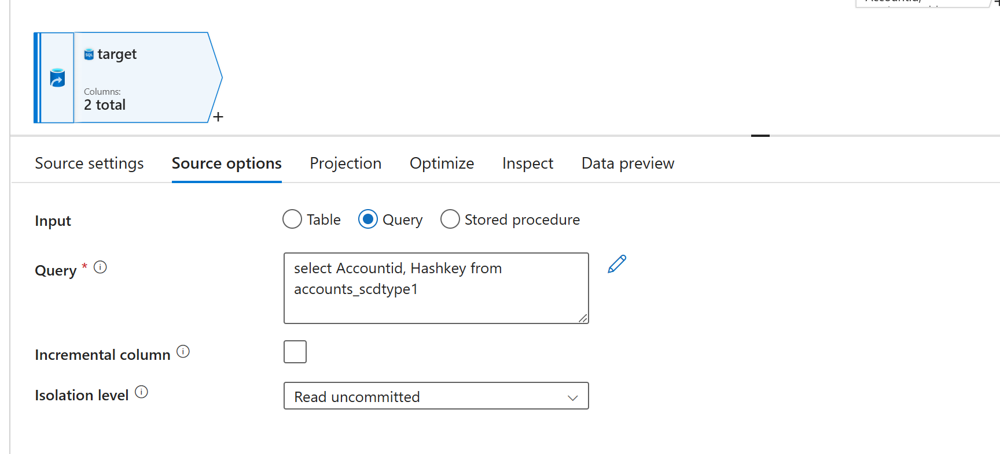 Accountid,
target
Columns:
2 total
+
Source settings Source options Projection Optimize Inspect Data preview
Input Table Query Stored procedure
Query * select Accountid, Hashkey from
accounts_scdtype1
Incremental column
Isolation level Read uncommitted